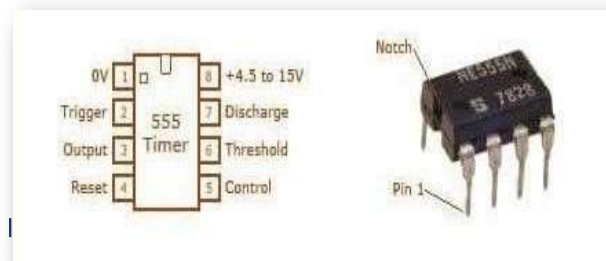 0V 1
8 +4.5 to 15V
Trigger 2
7 Discharge
555
Timer
Output 3
6 Threshold
Reset 4
5 Control
Notch
NE555N
S 7828
Pin 1